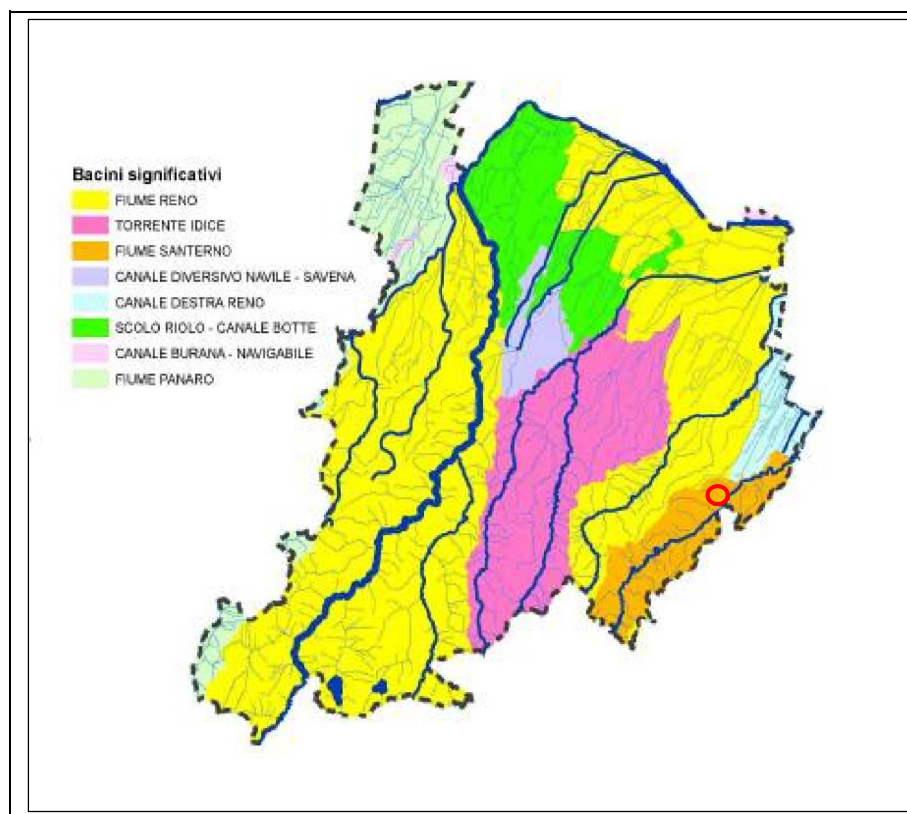 Bacini significativi
FIUME RENO
TORRENTE IDICE
FIUME SANTERNO
CANALE DIVERSIVO NAVILE - SAVENA
CANALE DESTRA RENO
SCOLO RIOLO - CANALE BOTTE
CANALE BURANA - NAVIGABILE
FIUME PANARO